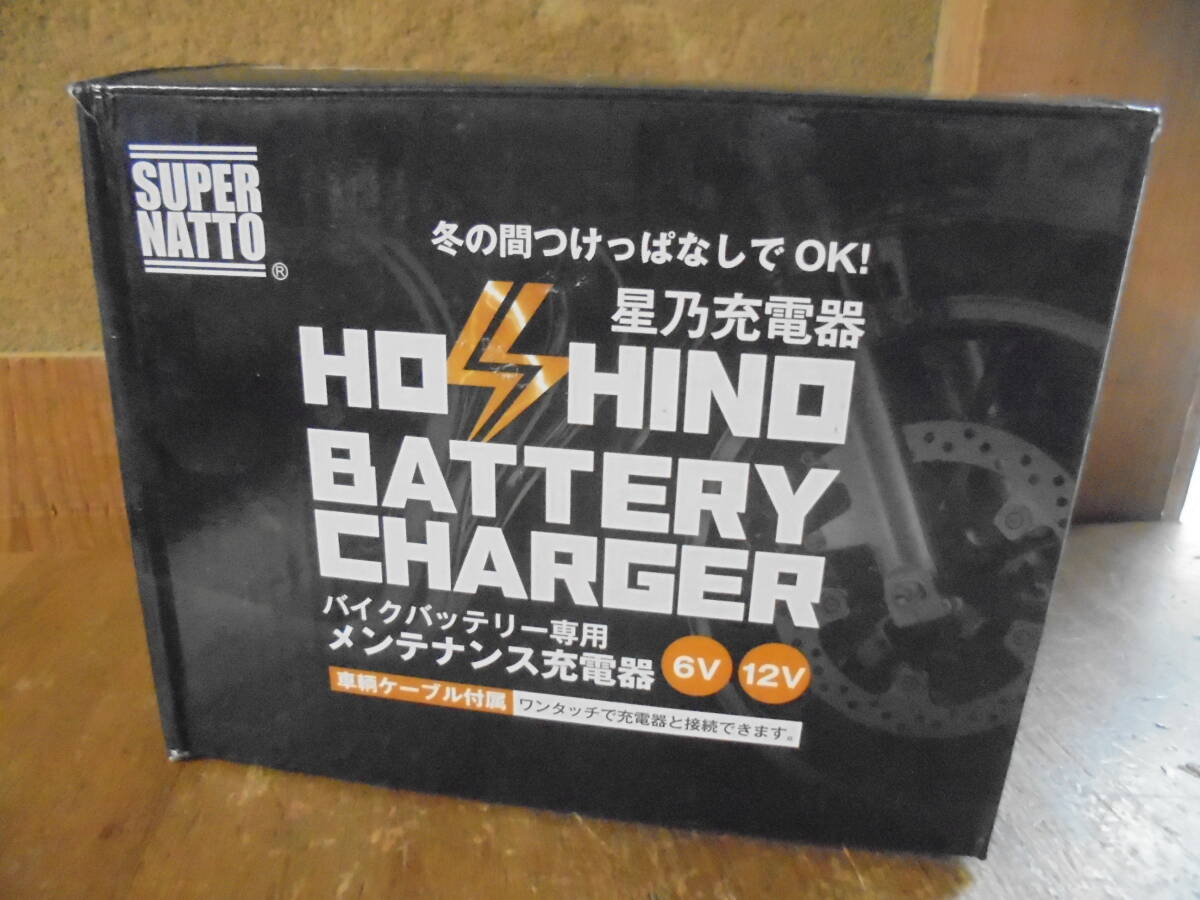 SUPER
NATTO
®
冬の間つけっぱなしで OK!
星乃充電器
HOSHINO
BATTERY
CHARGER
バイクバッテリー専用
メンテナンス充電器 6V 12V
車輌ケーブル付属 ワンタッチで充電器と接続できます。